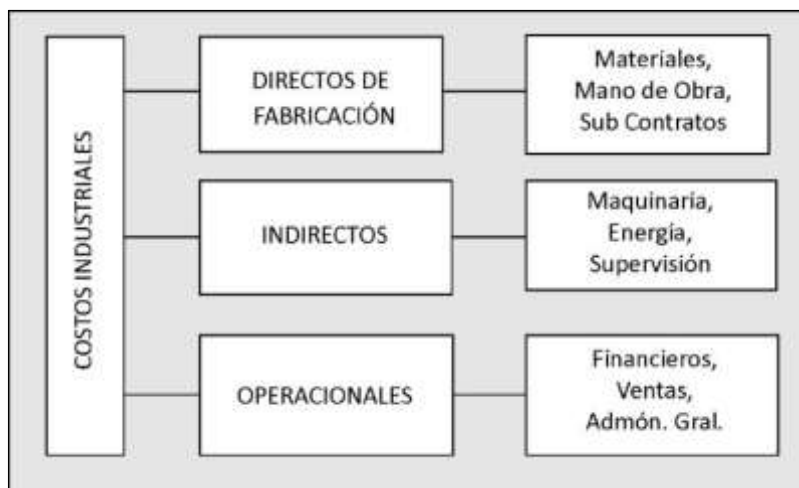 COSTOS INDUSTRIALES
DIRECTOS DE
FABRICACIÓN
Materiales,
Mano de Obra,
Sub Contratos
INDIRECTOS
Maquinaria,
Energía,
Supervisión
OPERACIONALES
Financieros,
Ventas,
Admón. Gral.